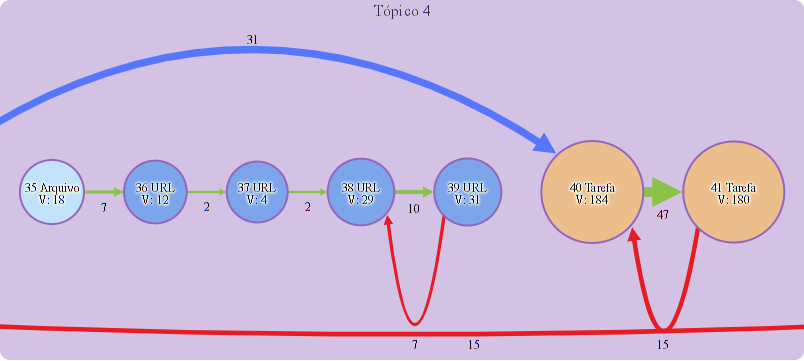 Tópico 4
31
35 Arquivo
V: 18
7
36 URL
V: 12
2
37 URL
V: 4
2
38 URL
V: 29
10
39 URL
V: 31
40 Tarefa
V: 184
47
41 Tarefa
V: 180
7
15
15